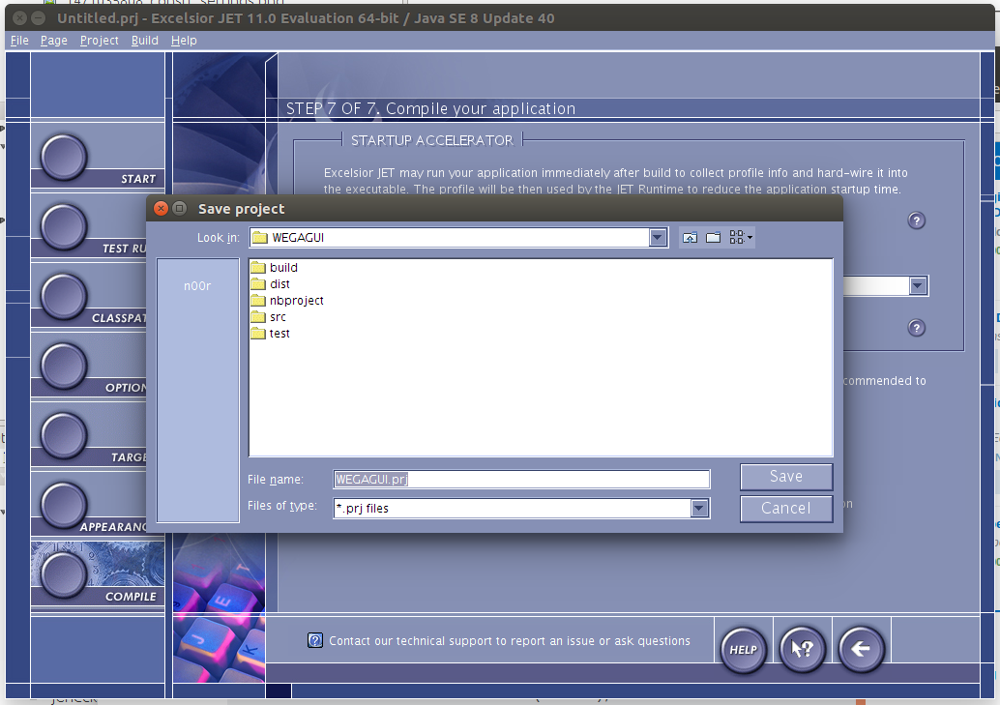 Untitled.prj - Excelsior JET 11.0 Evaluation 64-bit / Java SE 8 Update 40
File Page Project Build Help
STEP 7 OF 7. Compile your application
STARTUP ACCELERATOR
Excelsior JET may run your application immediately after build to collect profile info and hard-wire it into
the executable. The profile will be then used by the JET Runtime to reduce the application startup time.
START
TEST RU
CLASSPAT
OPTION
TARGE
APPEARANC
COMPILE
Save project
Look in: WEGAGUI
n00r
build
dist
nbproject
src
test
File name: WEGAGUI.prj
Save
Files of type: *.prj files
Cancel
?
?
commended to
on
? Contact our technical support to report an issue or ask questions
HELP
?